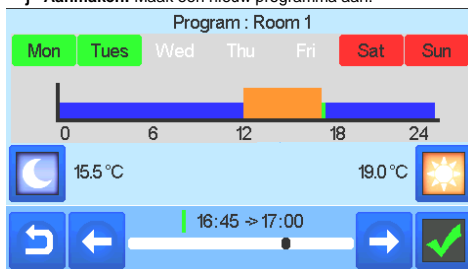 Aanmaken: Maak een nieuw programma aan.
Program : Room 1
Mon Tues Wed Thu Fri Sat Sun
0 6 12 18 24
15.5 °C 19.0 °C
16:45 -> 17:00